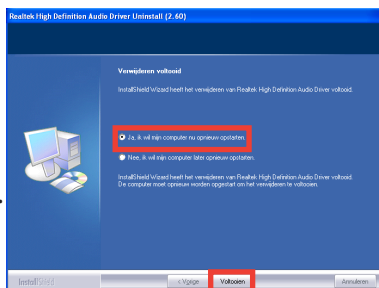 Realtek High Definition Audio Driver Uninstall (2.60)
Verwijderen voltooid
InstallShield Wizard heeft het verwijderen van Realtek High Definition Audio Driver voltooid.
Ja, ik wil mijn computer nu opnieuw opstarten.
Nee, ik wil mijn computer later opnieuw opstarten.
InstallShield Wizard heeft het verwijderen van Realtek High Definition Audio Driver voltooid.
De computer moet opnieuw worden opgestart om het verwijderen te voltooien.
InstallShield
< Vorige
Voltooien
Annuleren